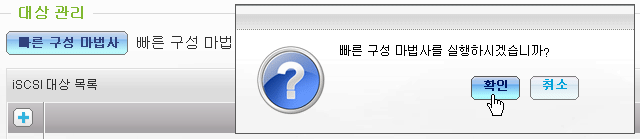 대상 관리
빠른 구성 마법사 빠른 구성 마법
iSCSI 대상 목록
빠른 구성 마법사를 실행하시겠습니까?
확인 취소